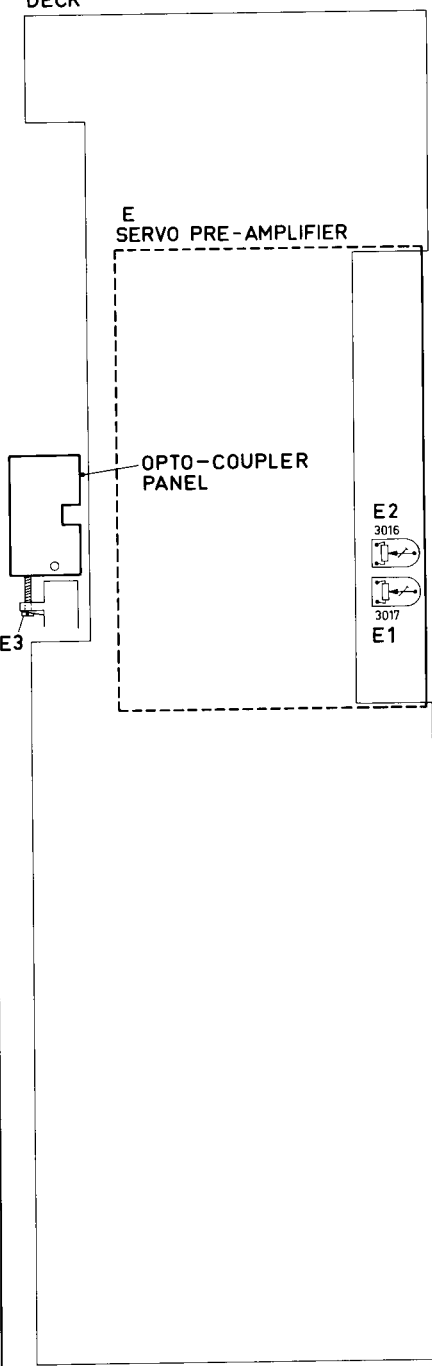 DECK
E
SERVO PRE-AMPLIFIER
OPTO-COUPLER
PANEL
E2
3016
3017
E1
E3